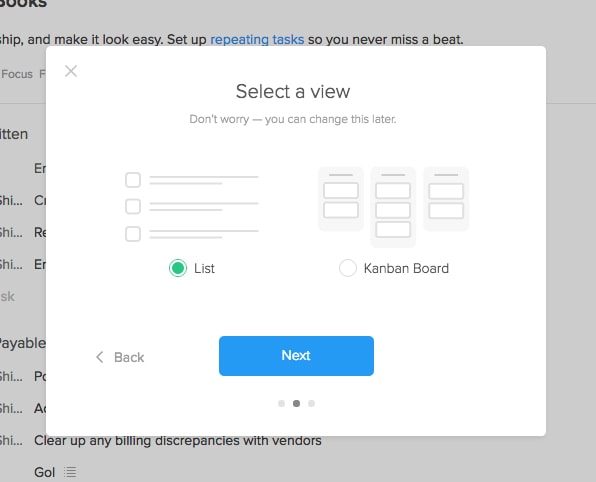 Books
ship, and make it look easy. Set up repeating tasks so you never miss a beat.
Focus F
Select a view
Don't worry — you can change this later.
itten
Er
Shi... Cr
Shi... Re
Shi... Er
sk
List
Kanban Board
Payable
Back
Next
Shi... Po
Shi... Ac
Shi... Clear up any billing discrepancies with vendors
Gol